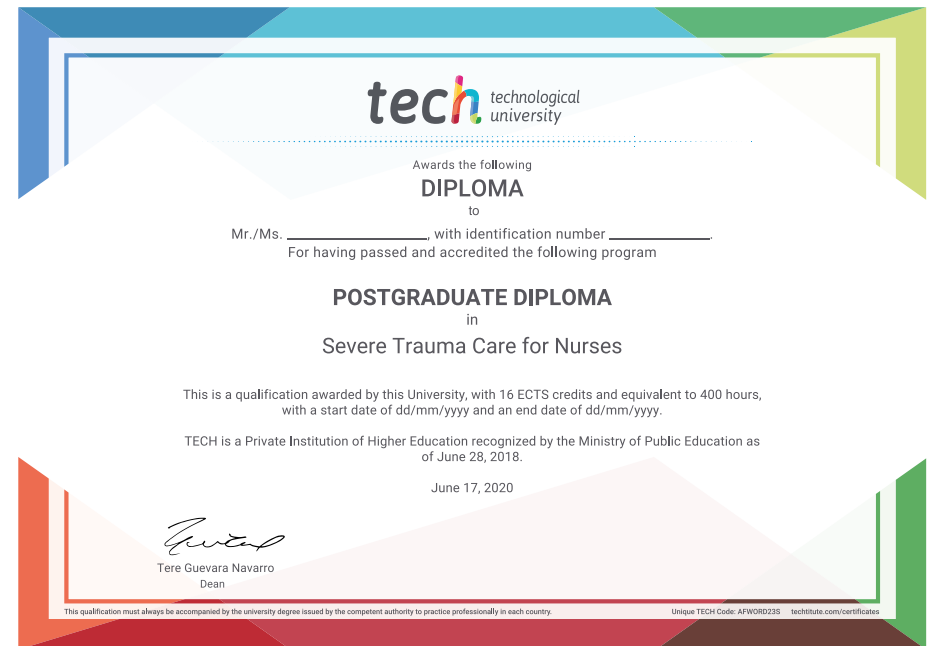 tech technological
university
Awards the following
DIPLOMA
to
Mr./Ms. ____________________, with identification number ______________.
For having passed and accredited the following program
POSTGRADUATE DIPLOMA
in
Severe Trauma Care for Nurses
This is a qualification awarded by this University, with 16 ECTS credits and equivalent to 400 hours,
with a start date of dd/mm/yyyy and an end date of dd/mm/yyyy.
TECH is a Private Institution of Higher Education recognized by the Ministry of Public Education as
of June 28, 2018.
June 17, 2020
Tere Guevara Navarro
Dean
This qualification must always be accompanied by the university degree issued by the competent authority to practice professionally in each country. Unique TECH Code: AFWORD23S techtitute.com/certificates